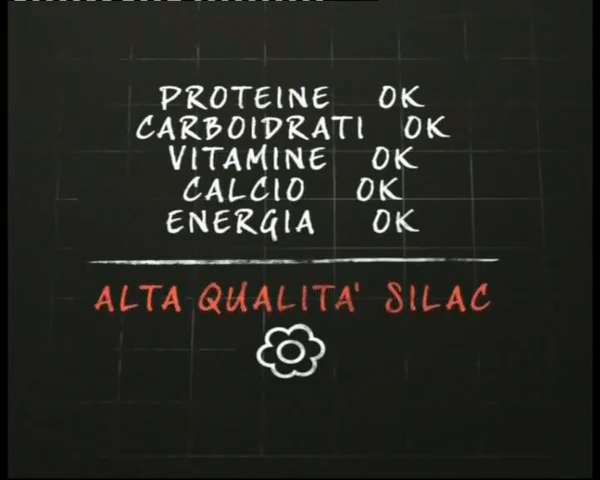 PROTEINE OK
CARBOIDRATI OK
VITAMINE OK
CALCIO OK
ENERGIA OK
ALTA QUALITA' SILAC